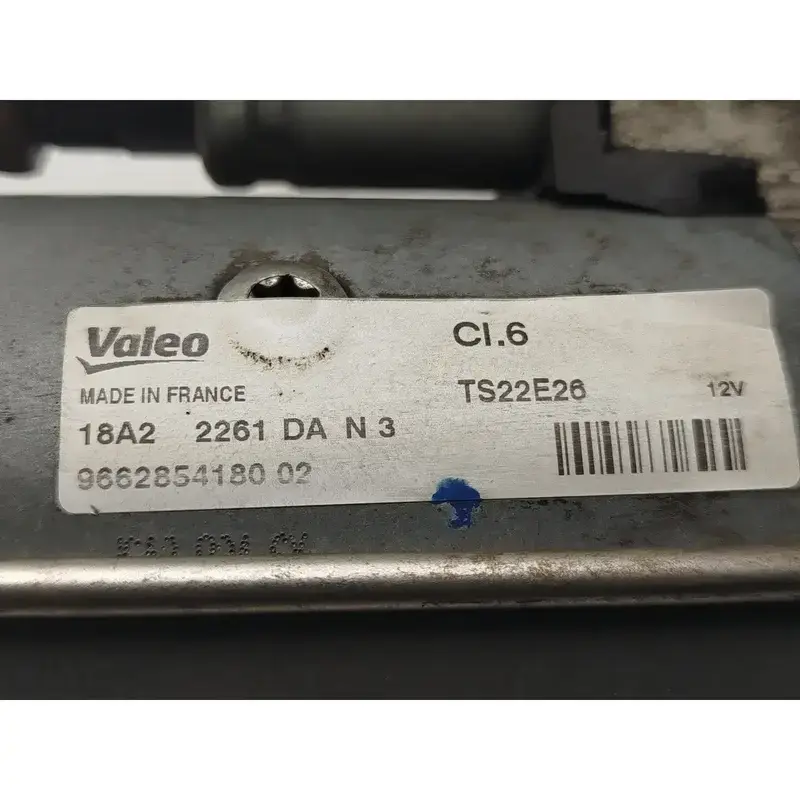 Valeo Cl.6
MADE IN FRANCE TS22E26 12V
18A2 2261 DA N 3
9662854180 02